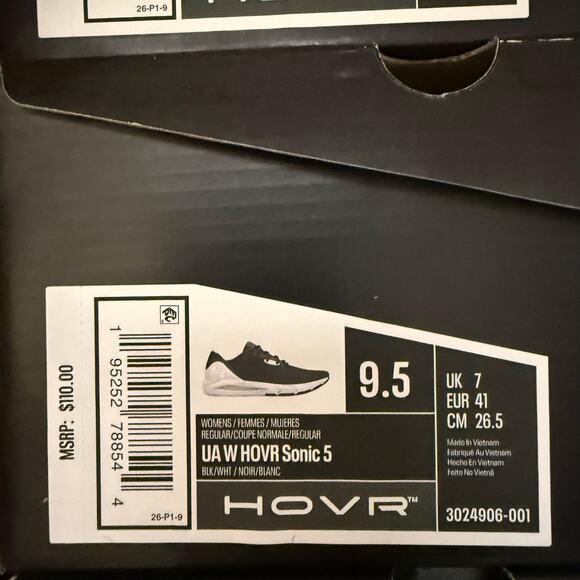 26-P1-9
MSRP: $110.00
1 95252 78854 4
26-P1-9
WOMENS / FEMMES / MUJERES
REGULAR/COUPE NORMALE/REGULAR
UA W HOVR Sonic 5
BLK/WHT / NOIR/BLANC
HOVR™
9.5
UK 7
EUR 41
CM 26.5
Made In Vietnam
Fabriqué Au Vietnam
Hecho En Vietnam
Feito No Vietnã
3024906-001